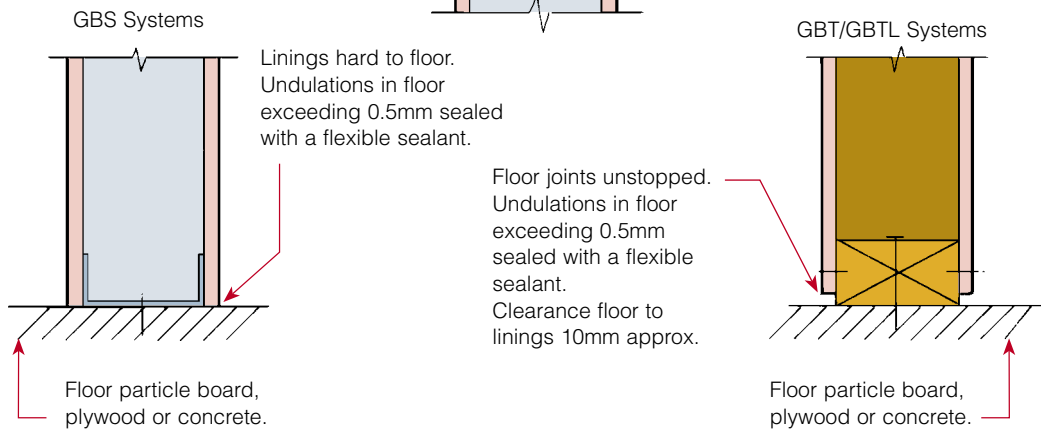 GBS Systems
Linings hard to floor.
Undulations in floor
exceeding 0.5mm sealed
with a flexible sealant.
Floor particle board,
plywood or concrete.
GBT/GBTL Systems
Floor joints unstopped.
Undulations in floor
exceeding 0.5mm
sealed with a flexible
sealant.
Clearance floor to
linings 10mm approx.
Floor particle board,
plywood or concrete.